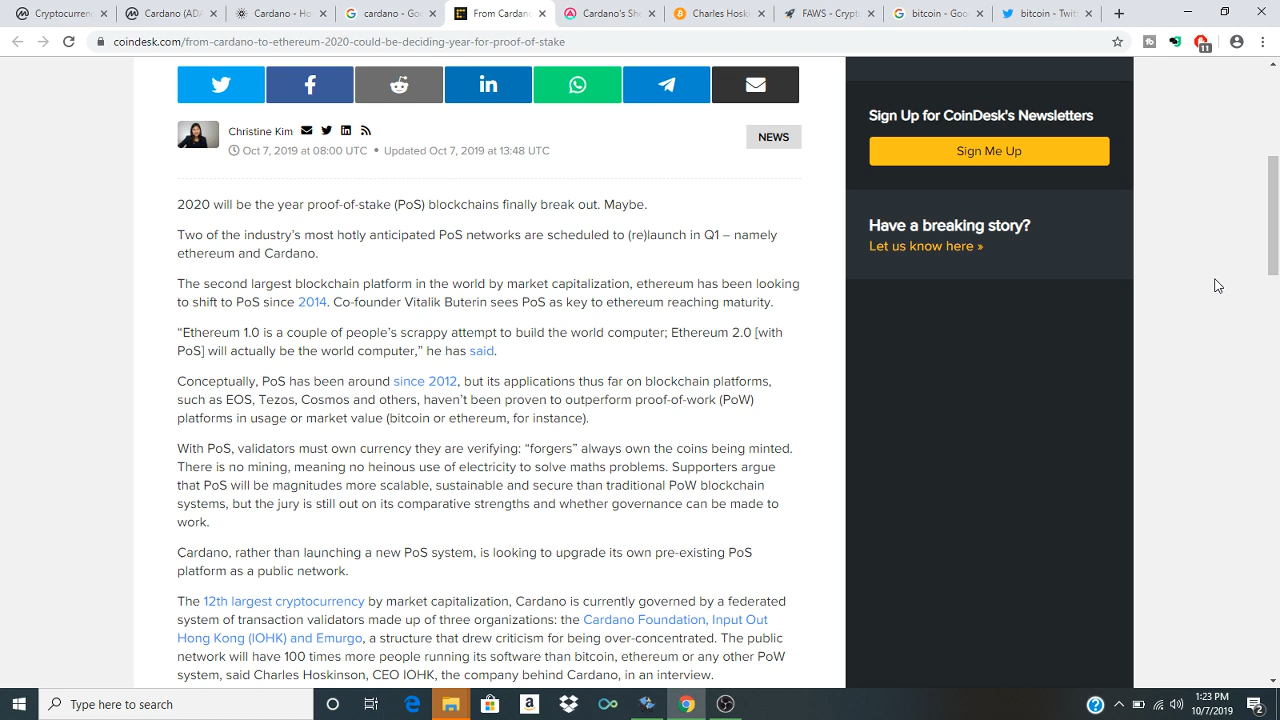 Cryptocurrenc
Cardano (ADA
Cardano - Ho
cardano - Go
From Cardano
Cardano's She
Charles Hosk
FAWS - Crypt
bitcoin - Goo
bitcoin - Twitt
coindesk.com/from-cardano-to-ethereum-2020-could-be-deciding-year-for-proof-of-stake
11
Christine Kim
Oct 7, 2019 at 08:00 UTC • Updated Oct 7, 2019 at 13:48 UTC
NEWS
2020 will be the year proof-of-stake (PoS) blockchains finally break out. Maybe.
Two of the industry's most hotly anticipated PoS networks are scheduled to (re)launch in Q1 – namely
ethereum and Cardano.
The second largest blockchain platform in the world by market capitalization, ethereum has been looking
to shift to PoS since 2014. Co-founder Vitalik Buterin sees PoS as key to ethereum reaching maturity.
“Ethereum 1.0 is a couple of people's scrappy attempt to build the world computer; Ethereum 2.0 [with
PoS] will actually be the world computer,” he has said.
Conceptually, PoS has been around since 2012, but its applications thus far on blockchain platforms,
such as EOS, Tezos, Cosmos and others, haven't been proven to outperform proof-of-work (PoW)
platforms in usage or market value (bitcoin or ethereum, for instance).
With PoS, validators must own currency they are verifying: “forgers” always own the coins being minted.
There is no mining, meaning no heinous use of electricity to solve maths problems. Supporters argue
that PoS will be magnitudes more scalable, sustainable and secure than traditional PoW blockchain
systems, but the jury is still out on its comparative strengths and whether governance can be made to
work.
Cardano, rather than launching a new PoS system, is looking to upgrade its own pre-existing PoS
platform as a public network.
The 12th largest cryptocurrency by market capitalization, Cardano is currently governed by a federated
system of transaction validators made up of three organizations: the Cardano Foundation, Input Out
Hong Kong (IOHK) and Emurgo, a structure that drew criticism for being over-concentrated. The public
network will have 100 times more people running its software than bitcoin, ethereum or any other PoW
system, said Charles Hoskinson, CEO IOHK, the company behind Cardano, in an interview.
Sign Up for CoinDesk's Newsletters
Sign Me Up
Have a breaking story?
Let us know here »
Type here to search
1:23 PM
10/7/2019
2